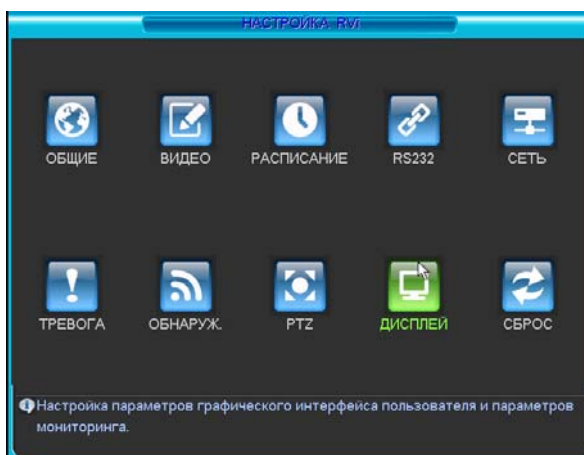 НАСТРОЙКА RVi
ОБЩИЕ
ВИДЕО
РАСПИСАНИЕ
RS232
СЕТЬ
ТРЕВОГА
ОБНАРУЖ.
PTZ
ДИСПЛЕЙ
СБРОС
Настройка параметров графического интерфейса пользователя и параметров
мониторинга.